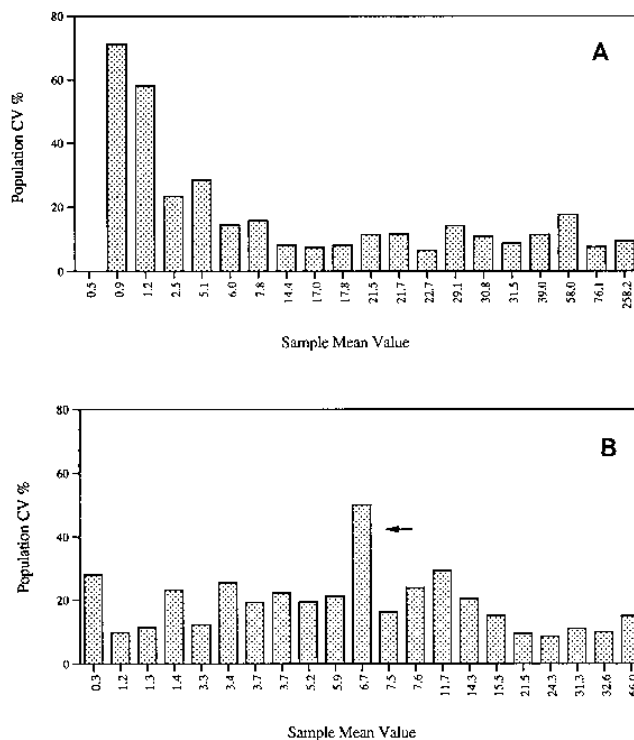 A
Population CV %
80
60
40
20
0
0.5 0.9 1.2 2.5 5.1 6.0 7.8 14.4 17.0 17.8 21.5 21.7 22.7 29.1 30.8 31.5 39.0 58.0 76.1 258.2
Sample Mean Value
B
Population CV %
80
60
40
20
0
0.3 1.2 1.3 1.4 3.3 3.4 3.7 3.7 5.2 5.9 6.7 7.5 7.6 11.7 14.3 15.5 21.5 24.3 31.3 32.6
Sample Mean Value